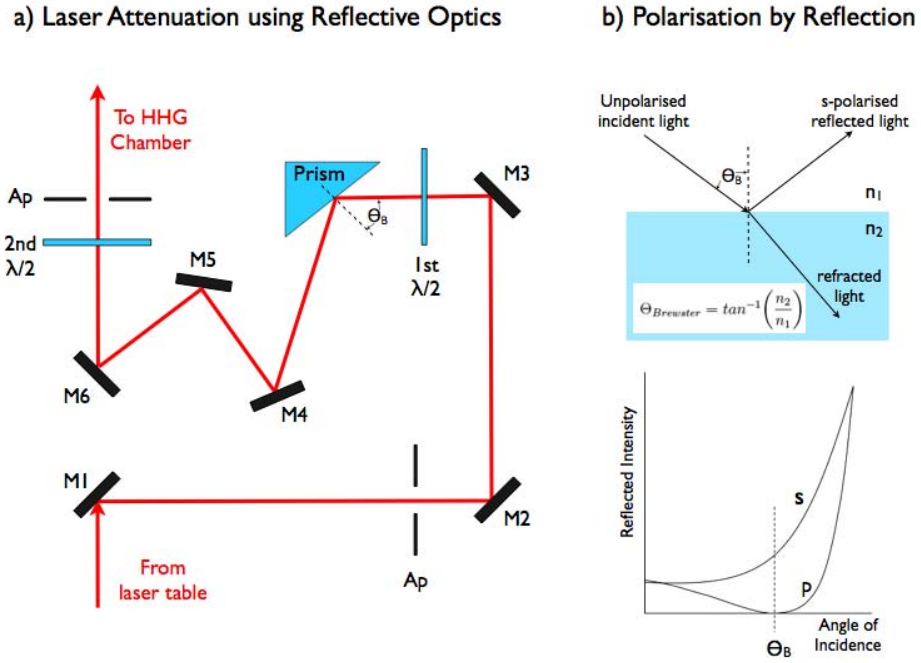 a) Laser Attenuation using Reflective Optics
To HHG
Chamber
Ap
2nd
λ/2
M5
M6
M4
Prism
ϴB
1st
λ/2
M3
M1
M2
Ap
From
laser table
b) Polarisation by Reflection
Unpolarised
incident light
s-polarised
reflected light
ϴB
n1
n2
refracted
light
ΘBrewster = tan⁻¹(n2/n1)
Reflected Intensity
s
p
Angle of
Incidence
ϴB